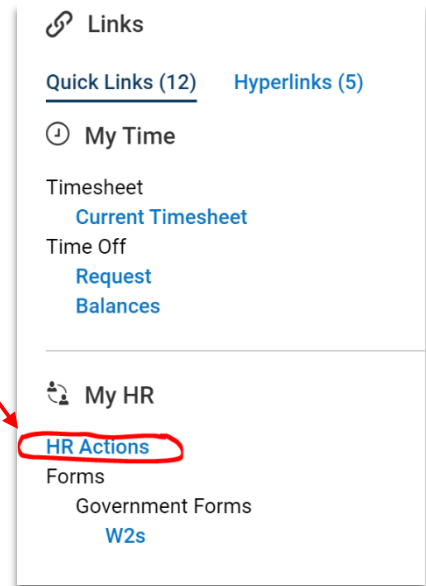 Links
Quick Links (12) Hyperlinks (5)
My Time
Timesheet
Current Timesheet
Time Off
Request
Balances
My HR
HR Actions
Forms
Government Forms
W2s